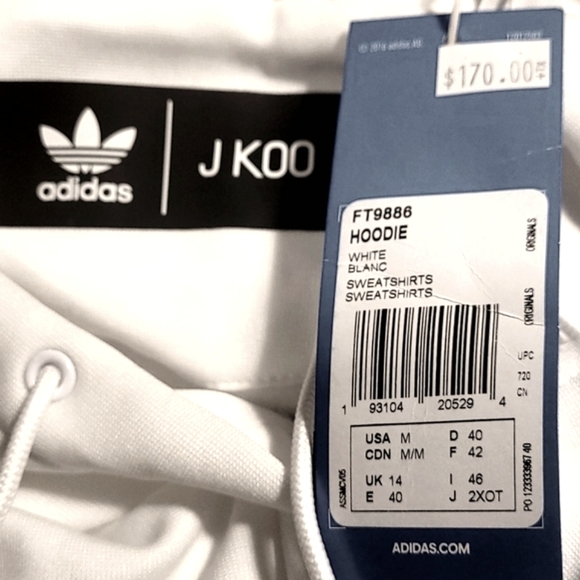 adidas
J KOO
$170.00
FT9886
HOODIE
WHITE
BLANC
SWEATSHIRTS
SWEATSHIRTS
ORIGINALS
ORIGINALS
UPC
720
CN
1 93104 20529 4
USA M D 40
CDN M/M F 42
UK 14 I 46
E 40 J 2XOT
ADIDAS.COM